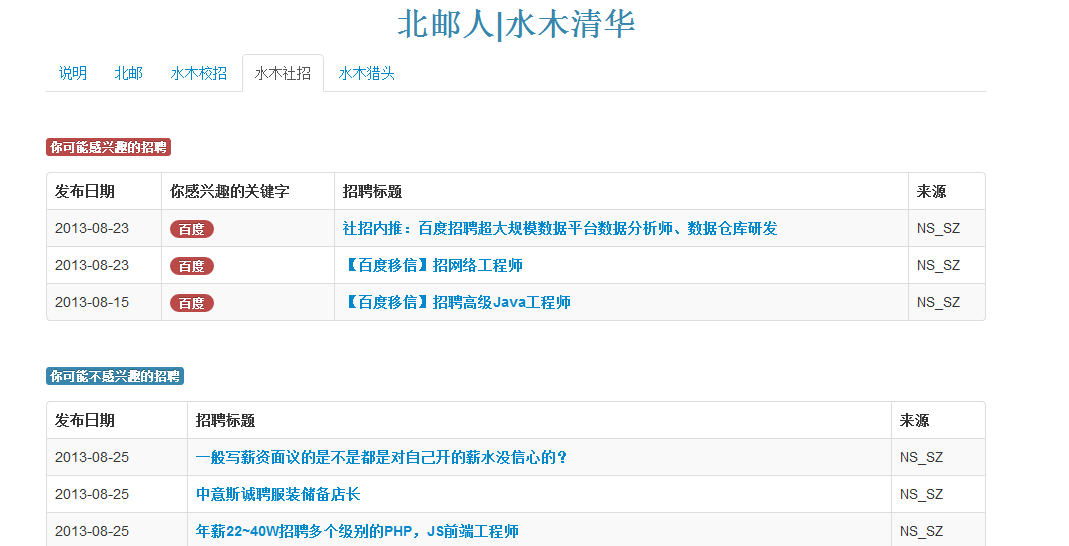 北邮人|水木清华
说明 北邮 水木校招 水木社招 水木猎头
你可能感兴趣的招聘
发布日期 你感兴趣的关键字 招聘标题 来源
2013-08-23 百度 社招内推：百度招聘超大规模数据平台数据分析师、数据仓库研发 NS_SZ
2013-08-23 百度 【百度移信】招网络工程师 NS_SZ
2013-08-15 百度 【百度移信】招聘高级Java工程师 NS_SZ
你可能不感兴趣的招聘
发布日期 招聘标题 来源
2013-08-25 一般写薪资面议的是不是都是对自己开的薪水没信心的？ NS_SZ
2013-08-25 中意斯诚聘服装储备店长 NS_SZ
2013-08-25 年薪22~40W招聘多个级别的PHP，JS前端工程师 NS_SZ